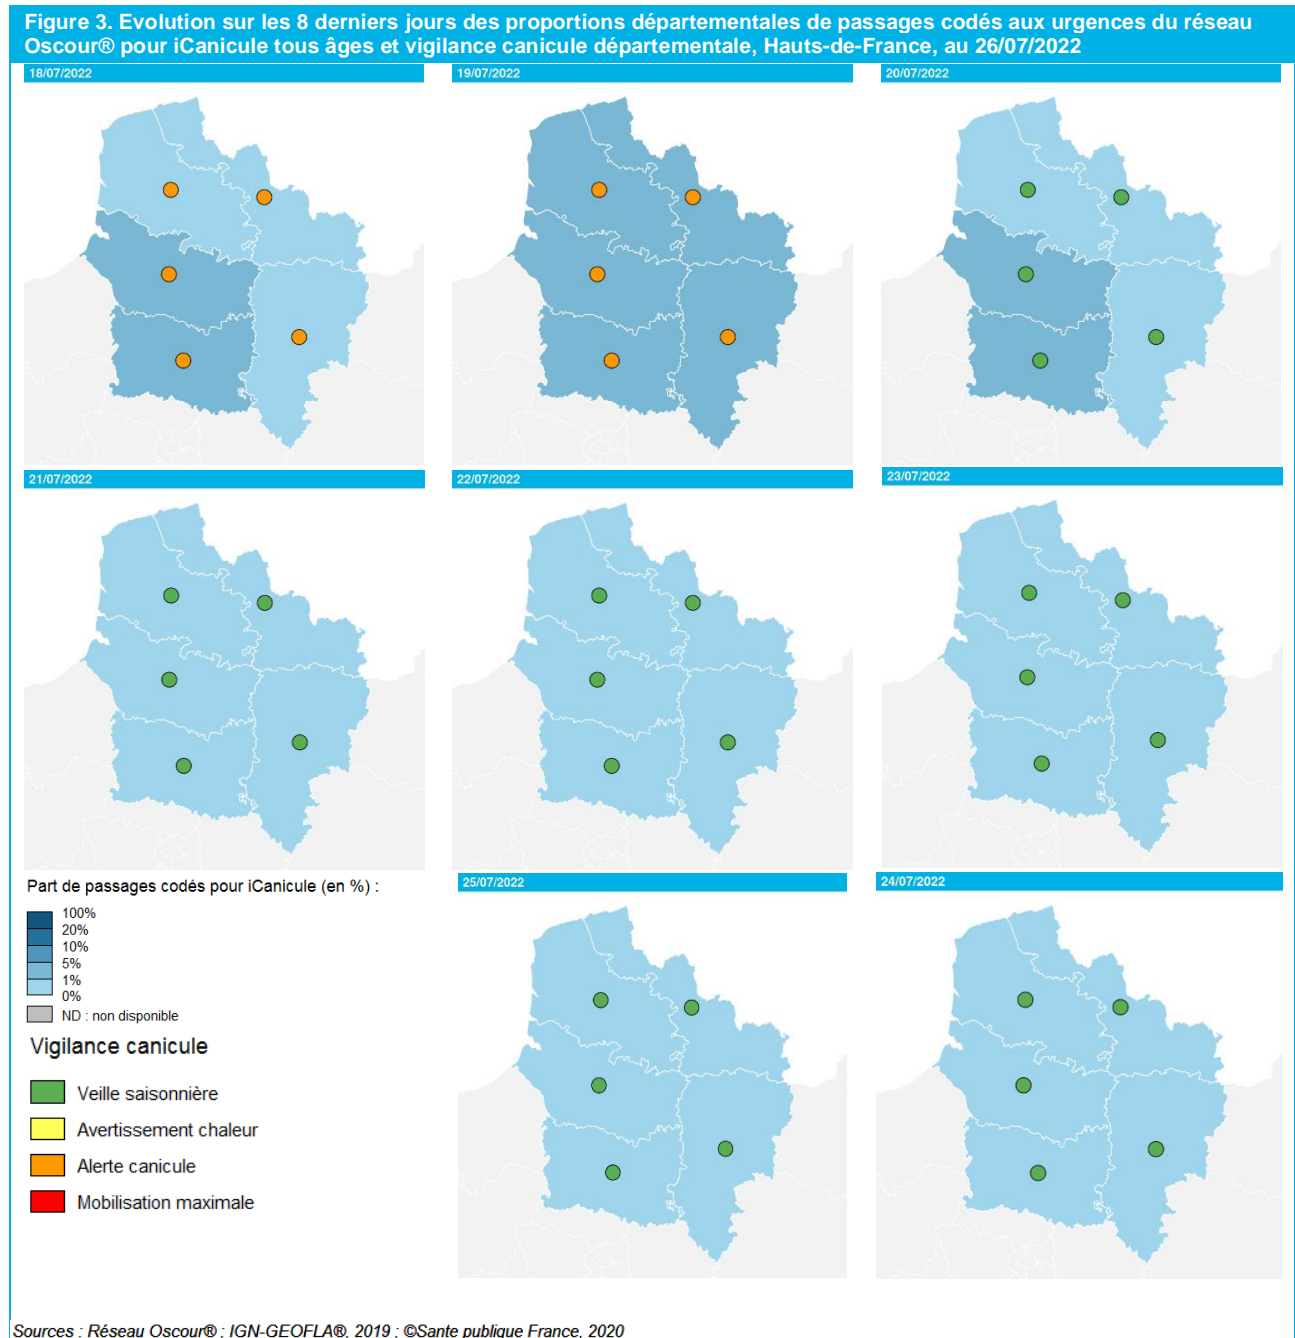 Figure 3. Evolution sur les 8 derniers jours des proportions départementales de passages codés aux urgences du réseau
Oscour® pour iCanicule tous âges et vigilance canicule départementale, Hauts-de-France, au 26/07/2022
18/07/2022
19/07/2022
20/07/2022
21/07/2022
22/07/2022
23/07/2022
Part de passages codés pour iCanicule (en %) :
100%
20%
10%
5%
1%
0%
ND : non disponible
Vigilance canicule
Veille saisonnière
Avertissement chaleur
Alerte canicule
Mobilisation maximale
25/07/2022
24/07/2022
Sources : Réseau Oscour® ; IGN-GEOFLA®, 2019 ; ©Sante publique France, 2020